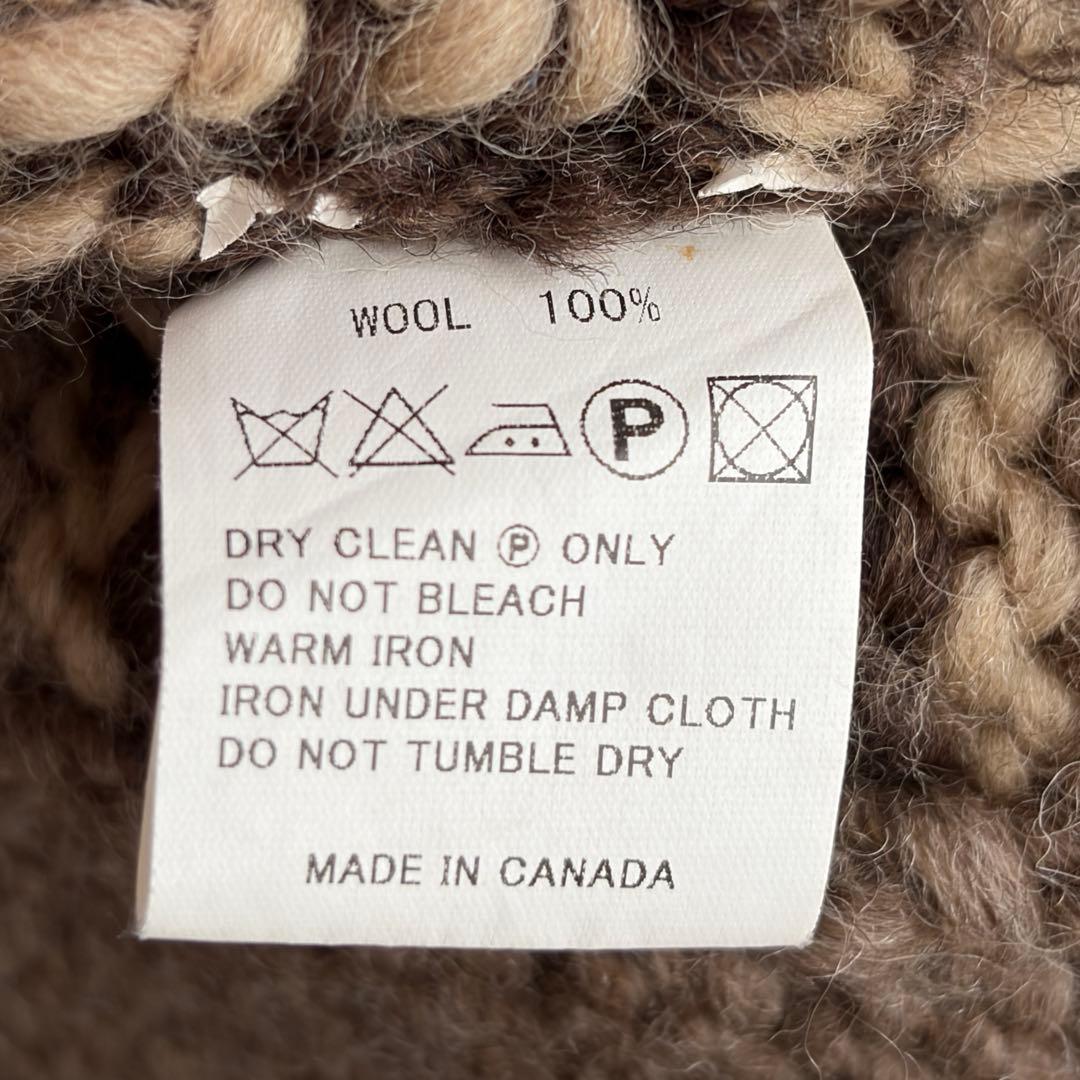 WOOL 100%
P
DRY CLEAN Ⓟ ONLY
DO NOT BLEACH
WARM IRON
IRON UNDER DAMP CLOTH
DO NOT TUMBLE DRY
MADE IN CANADA